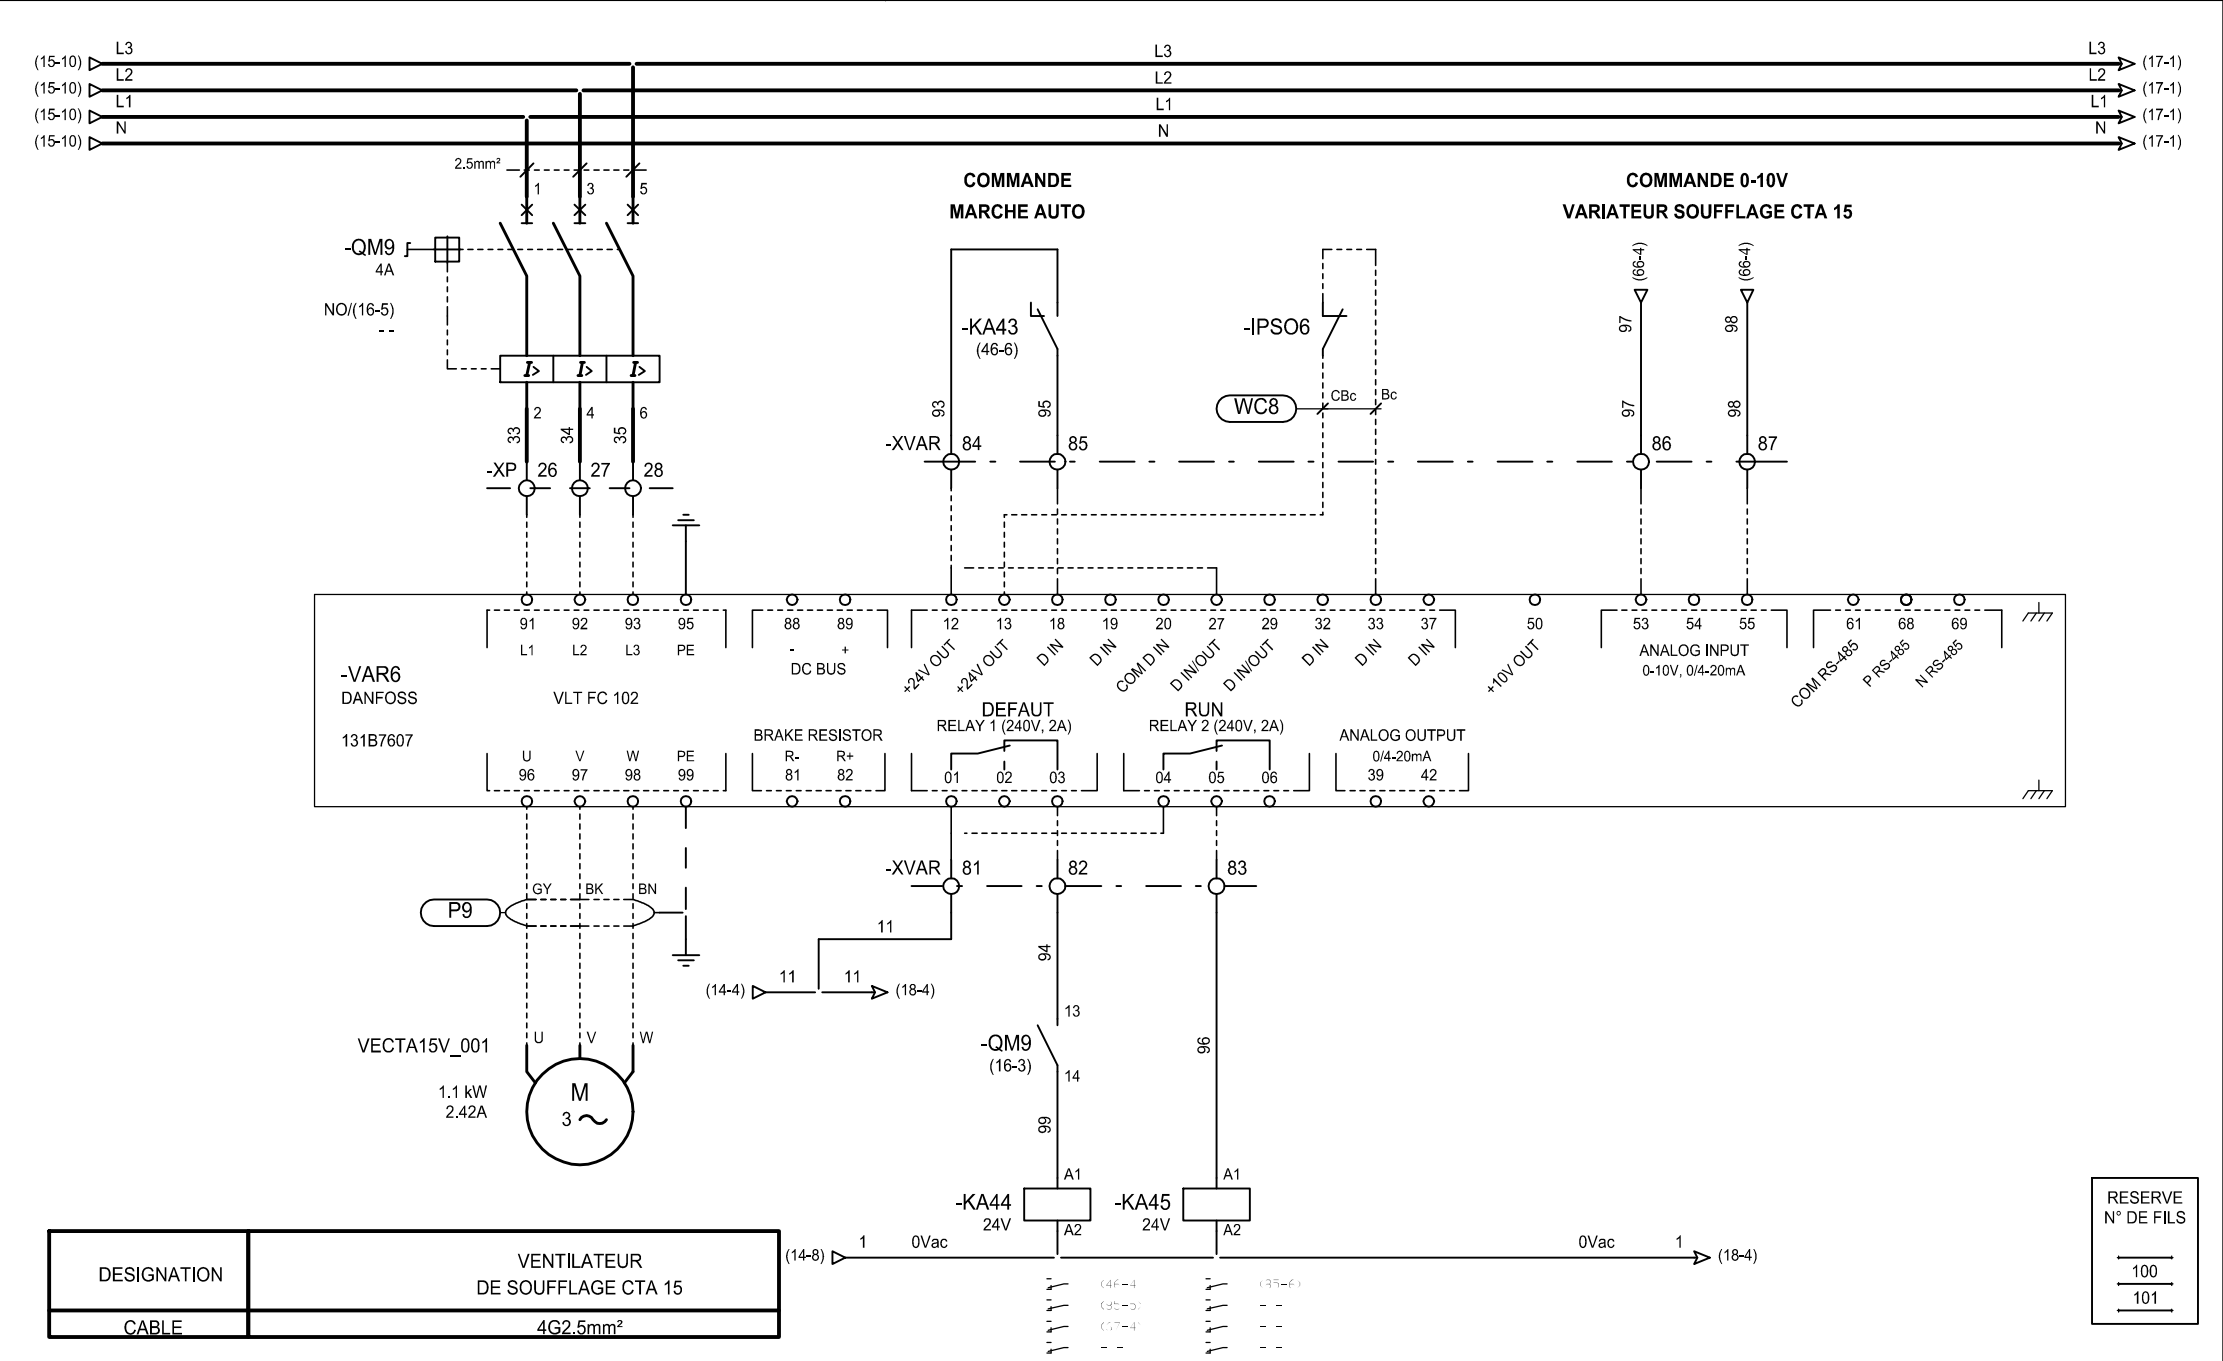 L3 L3 L3
(15-10) (17-1)
L2 L2 L2
(15-10) (17-1)
L1 L1 L1
(15-10) (17-1)
N N N
(15-10) (17-1)
2.5mm²
1 3 5
-QM9
4A
NO/(16-5)
- -
I> I> I>
2 4 6
33 34 35
-XP 26 27 28
COMMANDE
MARCHE AUTO
-KA43
(46-6)
93 95
-XVAR 84 85
-IPSO6
WC8 CBc Bc
COMMANDE 0-10V
VARIATEUR SOUFFLAGE CTA 15
(66-4) (66-4)
97 98
97 98
86 87
91 92 93 95
L1 L2 L3 PE
88 89
- +
DC BUS
12 13 18 19 20 27 29 32 33 37
+24V OUT +24V OUT D IN D IN COM D IN D IN/OUT D IN/OUT D IN D IN D IN
50
+10V OUT
53 54 55
ANALOG INPUT
0-10V, 0/4-20mA
61 68 69
COM RS-485 P RS-485 N RS-485
-VAR6
DANFOSS
131B7607
VLT FC 102
U V W PE
96 97 98 99
BRAKE RESISTOR
R- R+
81 82
DEFAUT
RELAY 1 (240V, 2A)
01 02 03
RUN
RELAY 2 (240V, 2A)
04 05 06
ANALOG OUTPUT
0/4-20mA
39 42
-XVAR 81 82 83
P9 GY BK BN
11
(14-4) 11 11 (18-4)
94
13
-QM9
(16-3)
14
99
96
VECTA15V_001
1.1 kW
2.42A
U V W
M
3
A1 A1
-KA44
24V
-KA45
24V
A2 A2
(14-8) 1 0Vac 0Vac 1 (18-4)
- -
- -
- - - -
DESIGNATION
VENTILATEUR
DE SOUFFLAGE CTA 15
CABLE 4G2.5mm²
RESERVE
N° DE FILS
100
101